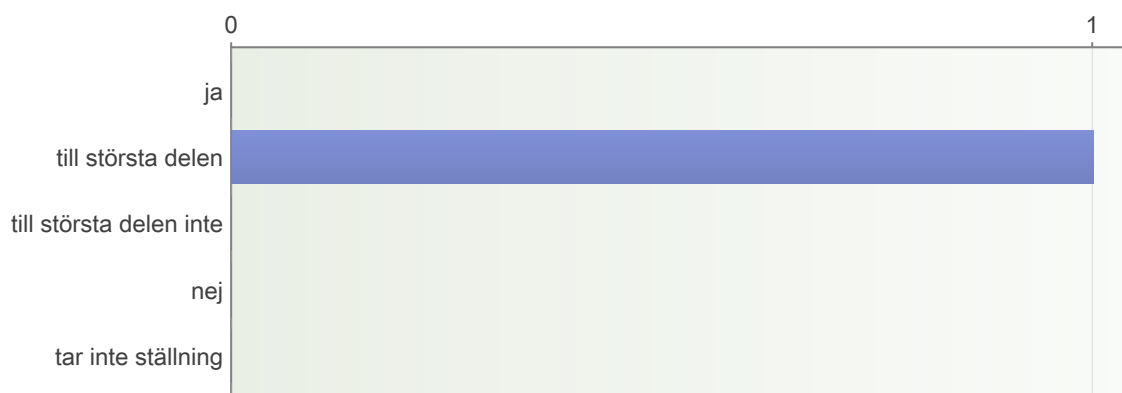 0 1
ja
till största delen
till största delen inte
nej
tar inte ställning